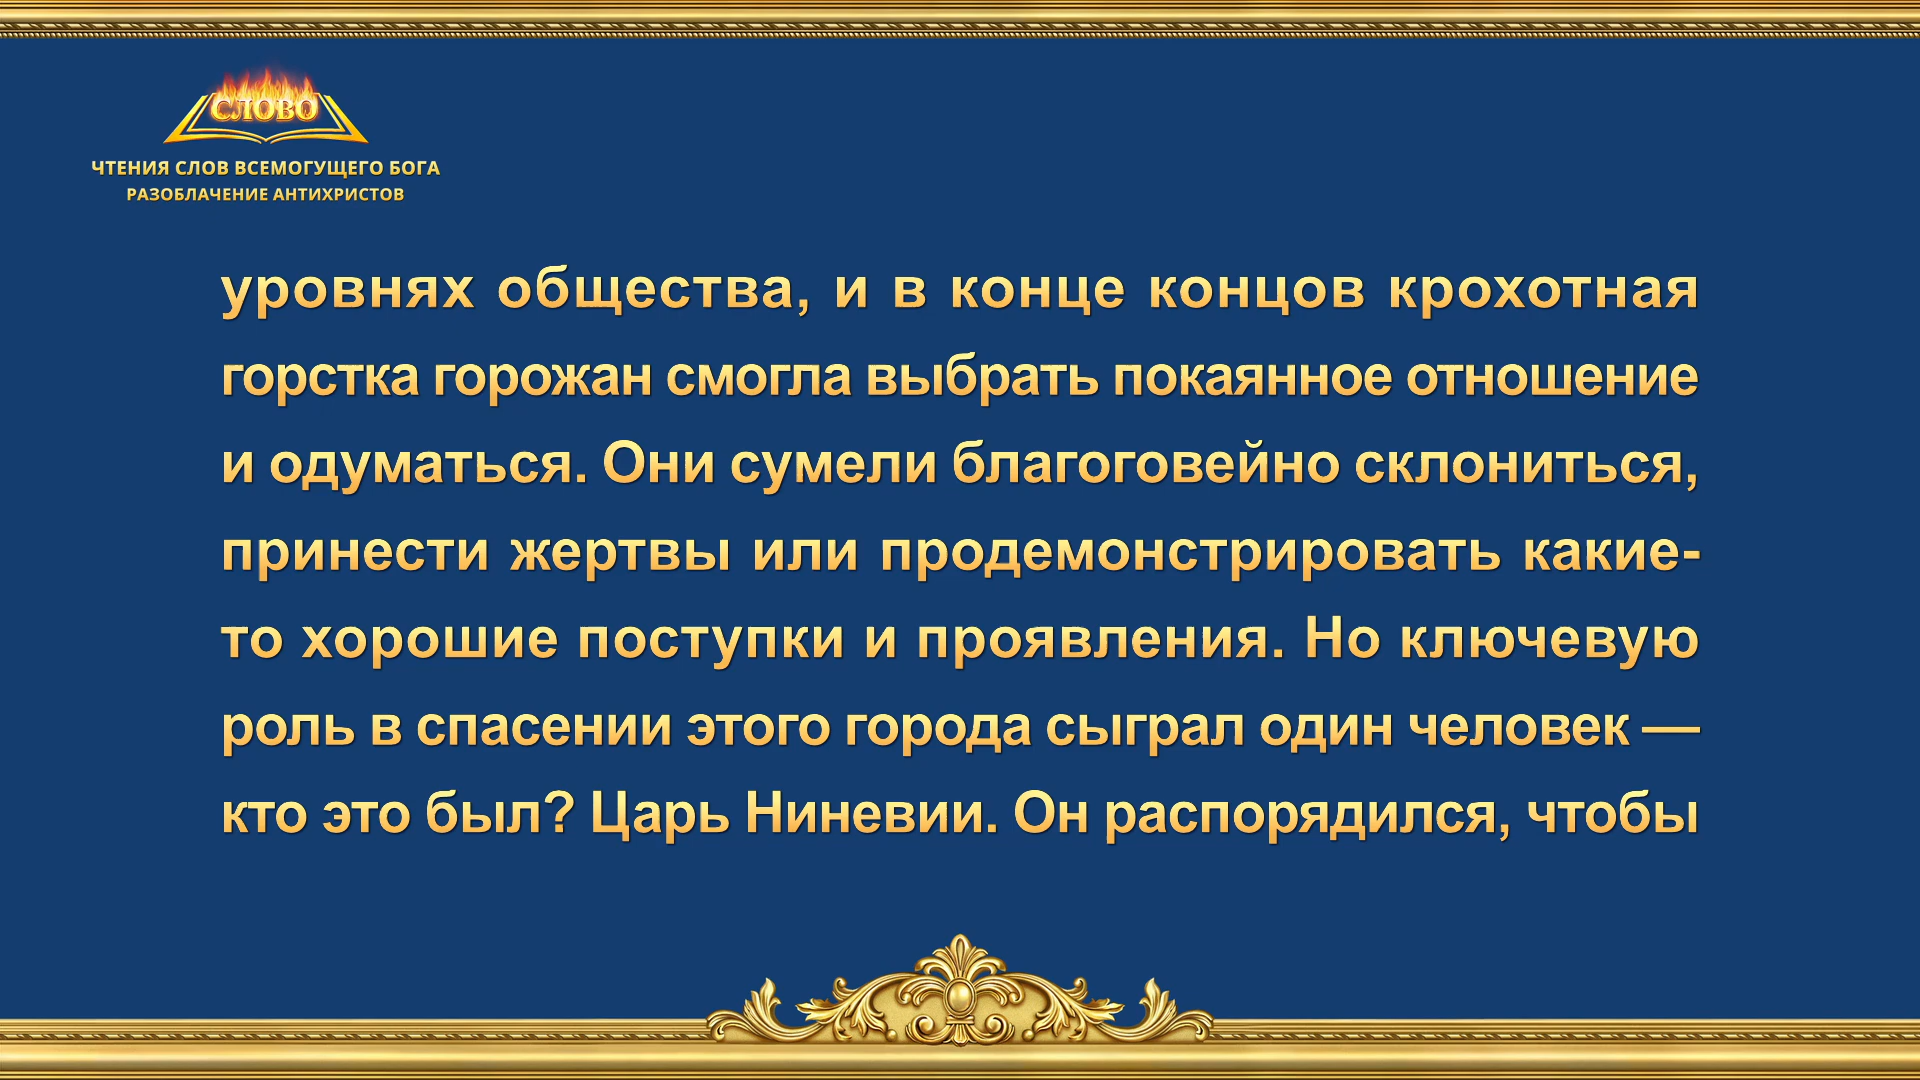 СЛОВО
ЧТЕНИЯ СЛОВ ВСЕМОГУЩЕГО БОГА
РАЗОБЛАЧЕНИЕ АНТИХРИСТОВ
уровнях общества, и в конце концов крохотная
горстка горожан смогла выбрать покаянное отношение
и одуматься. Они сумели благоговейно склониться,
принести жертвы или продемонстрировать какие-
то хорошие поступки и проявления. Но ключевую
роль в спасении этого города сыграл один человек —
кто это был? Царь Ниневии. Он распорядился, чтобы